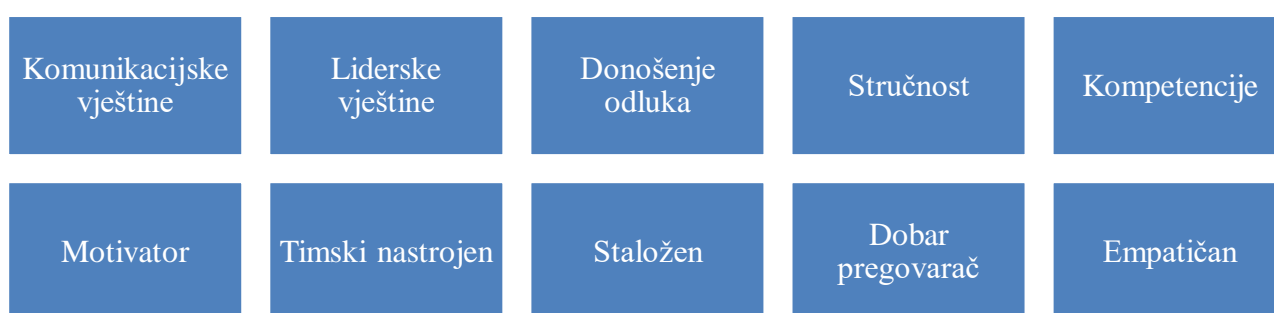 Komunikacijske
vještine
Liderske
vještine
Donošenje
odluka
Stručnost
Kompetencije
Motivator
Timski nastrojen
Staložen
Dobar
pregovarač
Empatičan